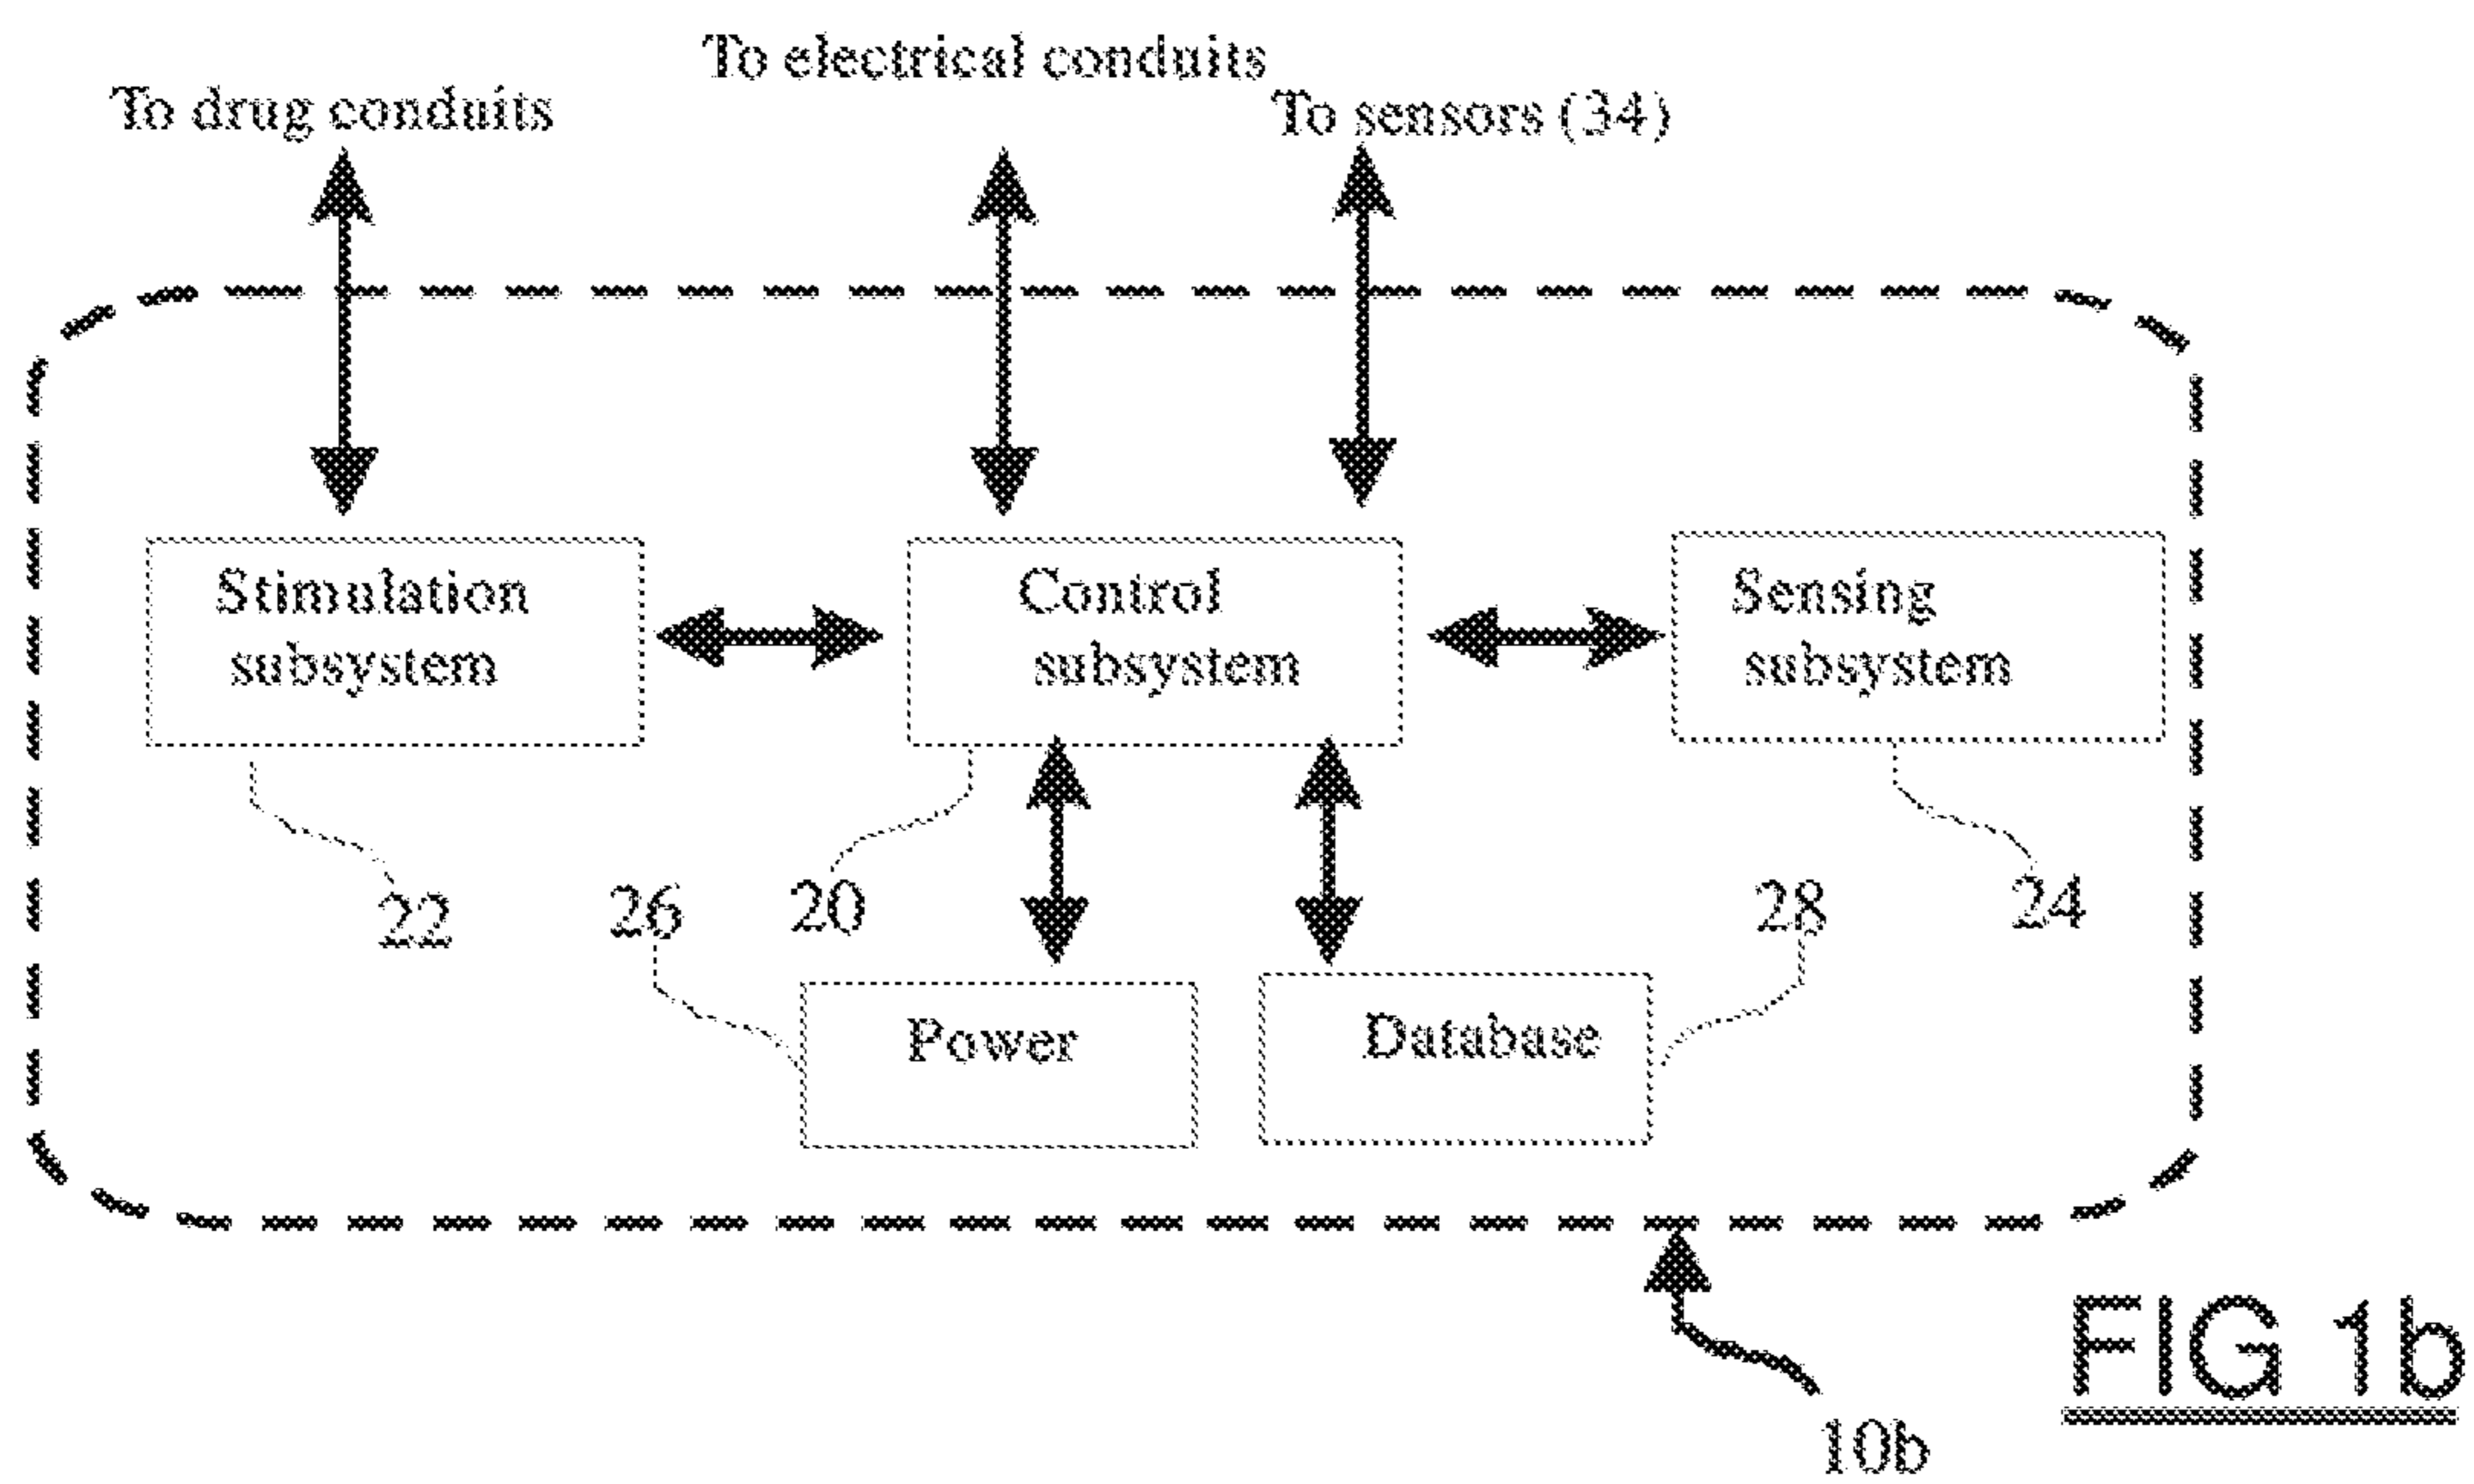 To electrical conduits
To drug conduits
To sensors (34)
Stimulation
subsystem
Control
subsystem
Sensing
subsystem
22
26
20
28
24
Power
Database
FIG 1b
10b